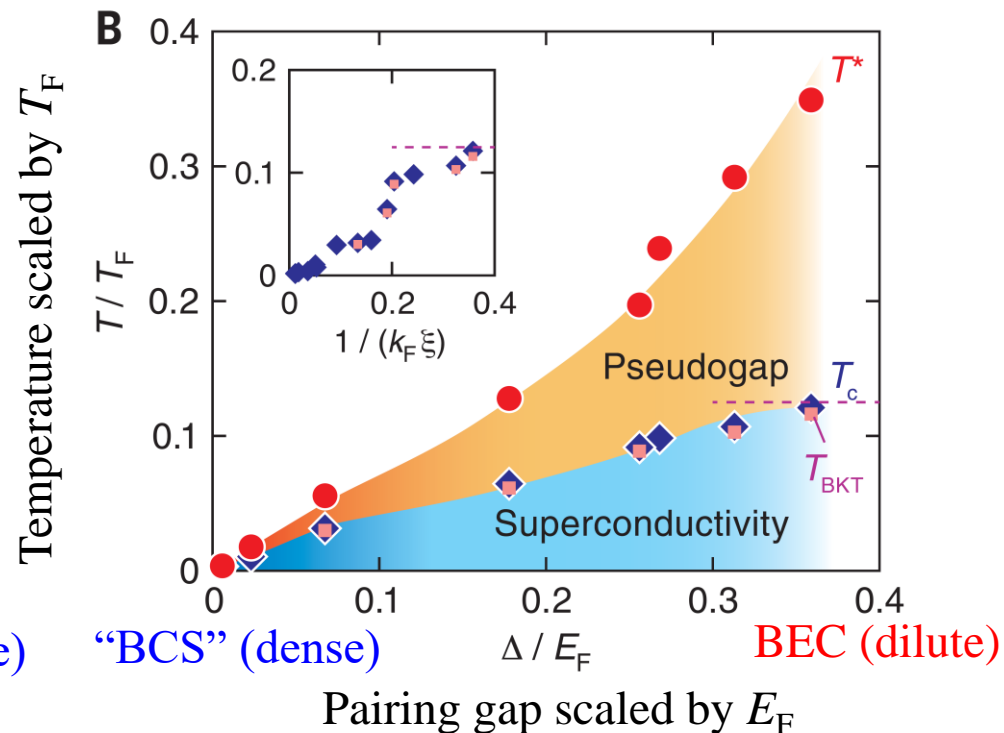 B
0.4
0.3
0.2
0.1
0
Temperature scaled by T_F
T / T_F
0.2
0.1
0
0 0.2 0.4
1 / (k_F ξ)
T*
Pseudogap
T_c
T_BKT
Superconductivity
0 0.1 0.2 0.3 0.4
e) “BCS” (dense) Δ / E_F BEC (dilute)
Pairing gap scaled by E_F